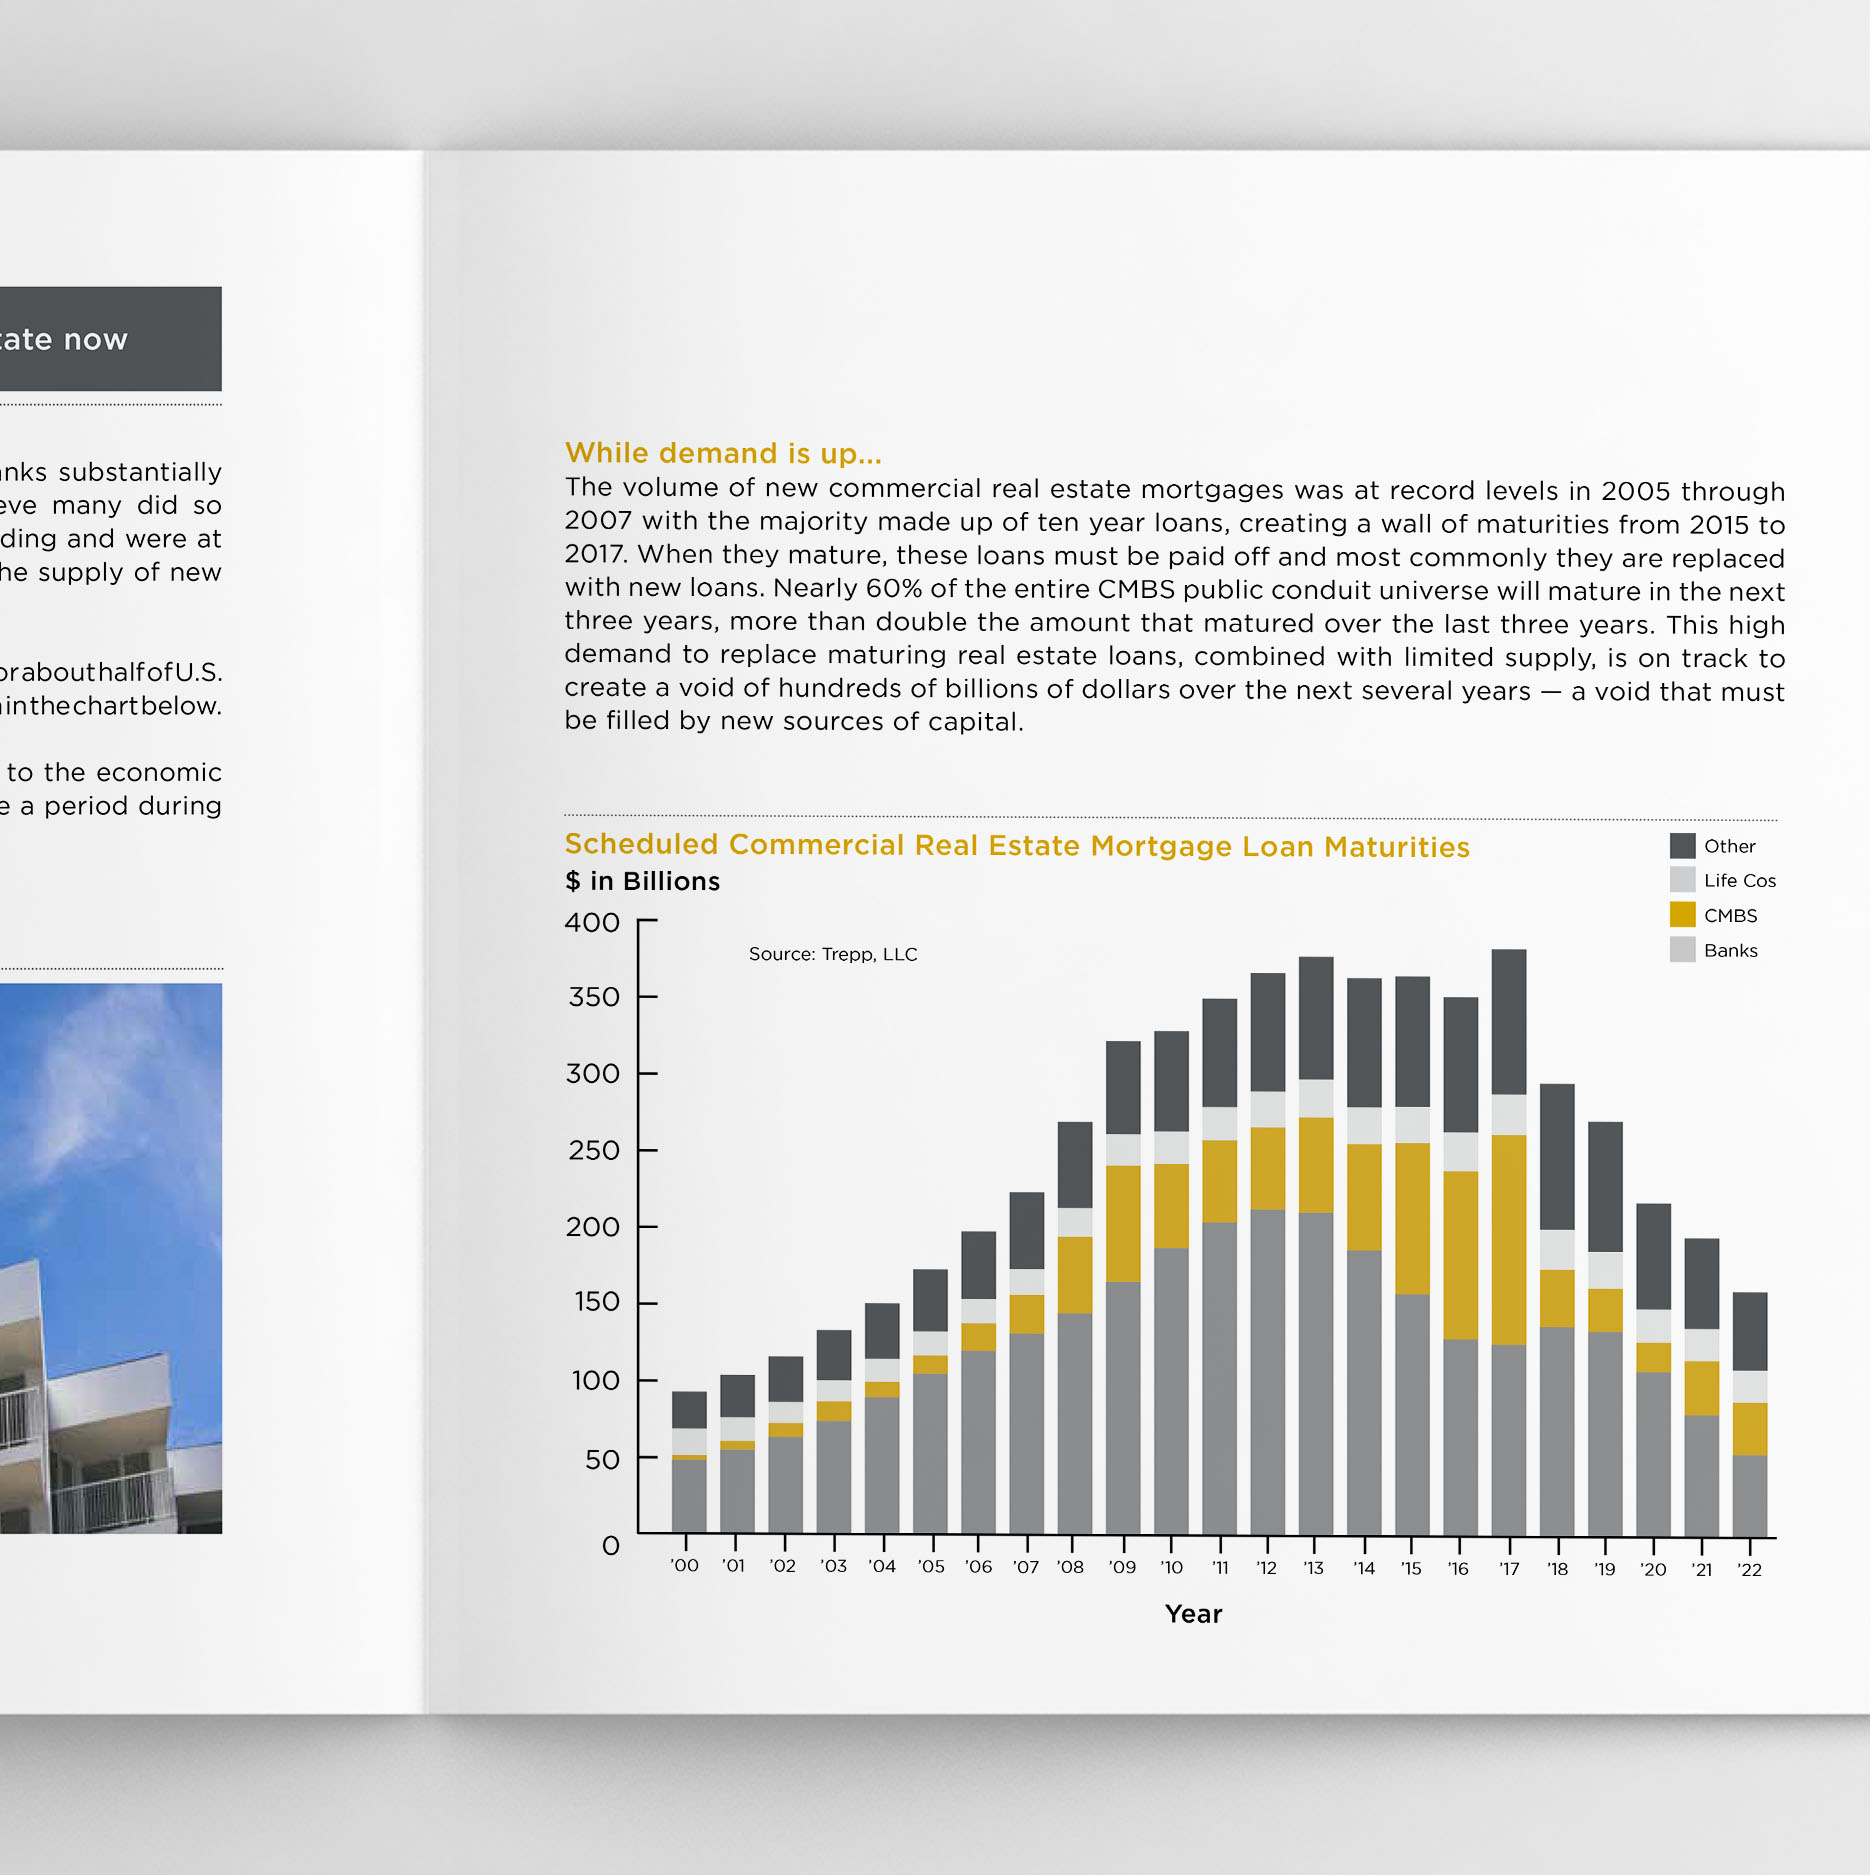 tate now
anks substantially
eve many did so
ding and were at
he supply of new
or about half of U.S.
in the chart below.
to the economic
e a period during
While demand is up...
The volume of new commercial real estate mortgages was at record levels in 2005 through
2007 with the majority made up of ten year loans, creating a wall of maturities from 2015 to
2017. When they mature, these loans must be paid off and most commonly they are replaced
with new loans. Nearly 60% of the entire CMBS public conduit universe will mature in the next
three years, more than double the amount that matured over the last three years. This high
demand to replace maturing real estate loans, combined with limited supply, is on track to
create a void of hundreds of billions of dollars over the next several years — a void that must
be filled by new sources of capital.
Scheduled Commercial Real Estate Mortgage Loan Maturities
$ in Billions
Other
Life Cos
CMBS
Banks
Source: Trepp, LLC
400
350
300
250
200
150
100
50
0
’00 ’01 ’02 ’03 ’04 ’05 ’06 ’07 ’08 ’09 ’10 ’11 ’12 ’13 ’14 ’15 ’16 ’17 ’18 ’19 ’20 ’21 ’22
Year